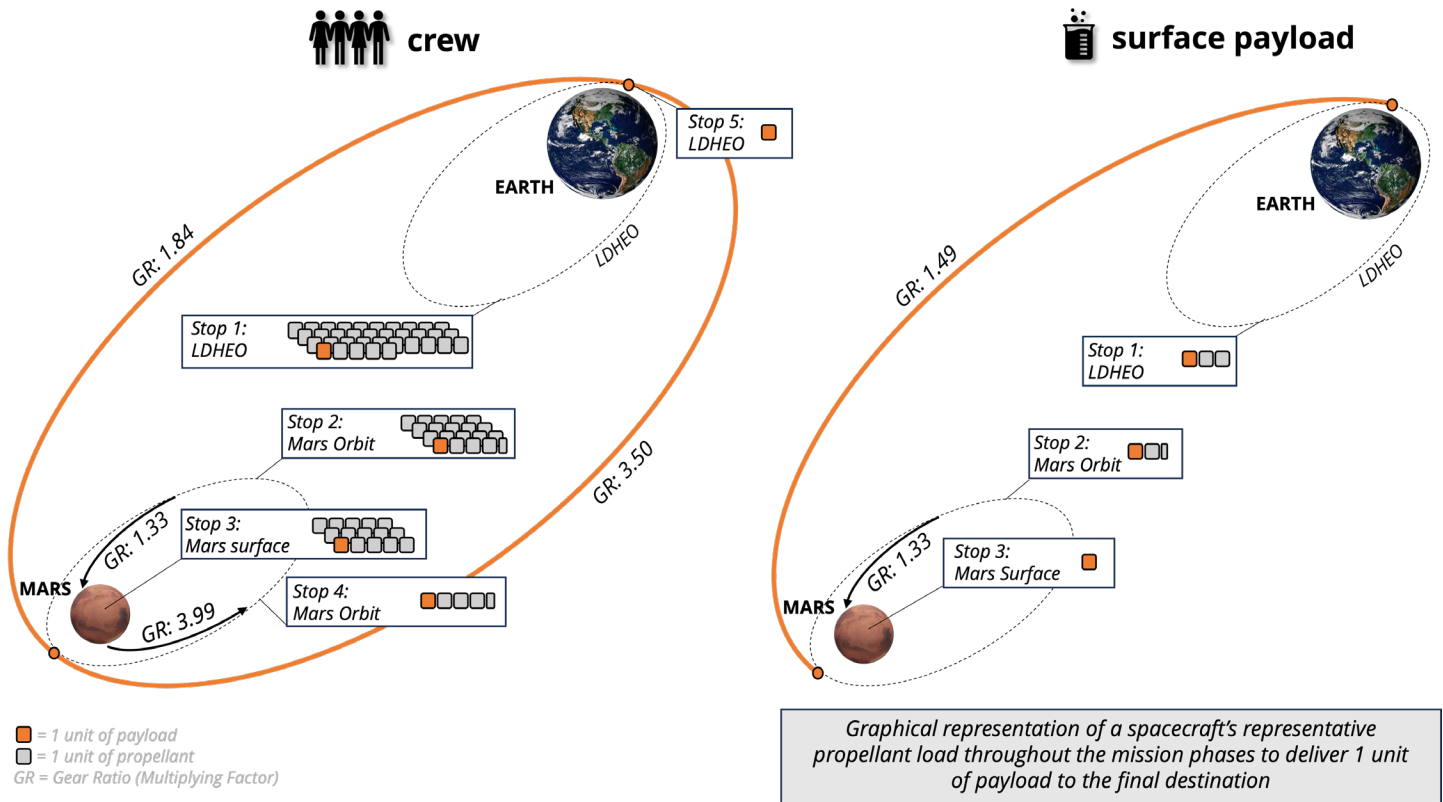 crew
Stop 5:
LDHEO
EARTH
LDHEO
GR: 1.84
Stop 1:
LDHEO
Stop 2:
Mars Orbit
GR: 3.50
GR: 1.33
Stop 3:
Mars surface
MARS
Stop 4:
Mars Orbit
GR: 3.99
= 1 unit of payload
= 1 unit of propellant
GR = Gear Ratio (Multiplying Factor)
surface payload
EARTH
LDHEO
GR: 1.49
Stop 1:
LDHEO
Stop 2:
Mars Orbit
GR: 1.33
Stop 3:
Mars Surface
MARS
Graphical representation of a spacecraft’s representative
propellant load throughout the mission phases to deliver 1 unit
of payload to the final destination